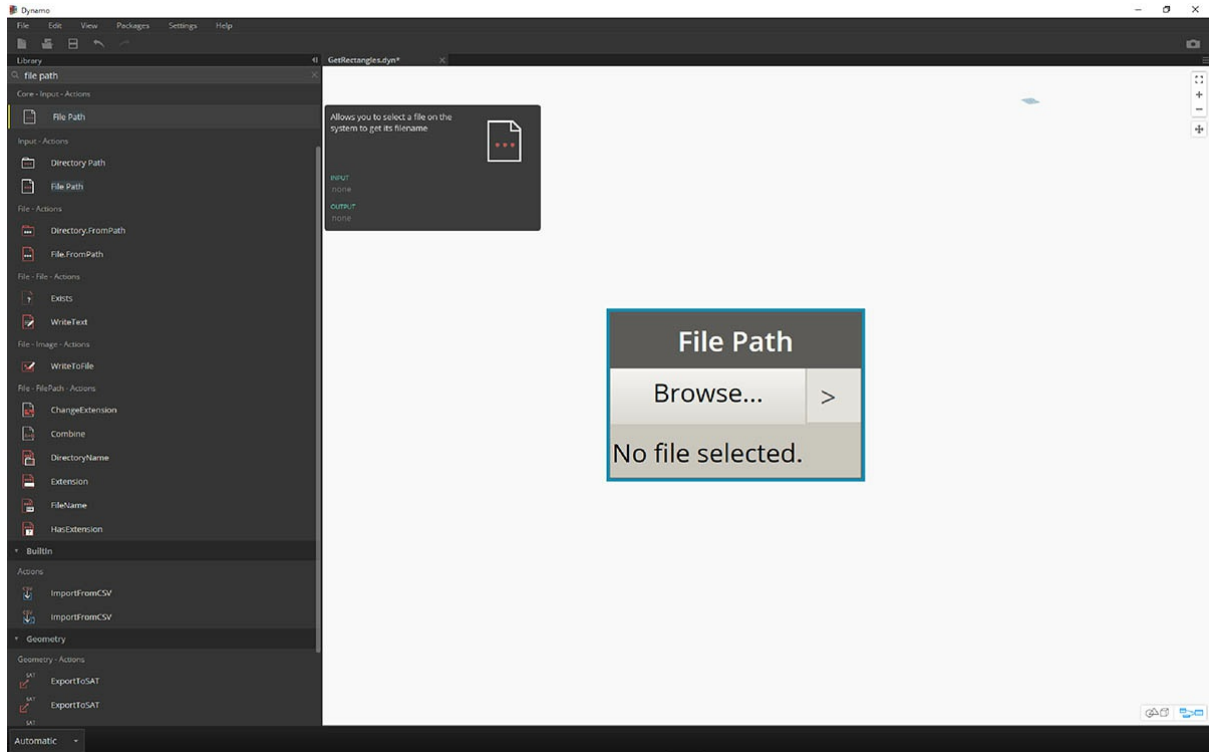 Dynamo
File Edit View Packages Settings Help
Library
GetRectangles.dyn*
file path
Core - Input - Actions
File Path
Input - Actions
Directory Path
File Path
File - Actions
Directory.FromPath
File.FromPath
File - File - Actions
Exists
WriteText
File - Image - Actions
WriteToFile
File - FilePath - Actions
ChangeExtension
Combine
DirectoryName
Extension
FileName
HasExtension
BuiltIn
Actions
ImportFromCSV
ImportFromCSV
Geometry
Geometry - Actions
SAT
ExportToSAT
SAT
ExportToSAT
SAT
Automatic
Allows you to select a file on the
system to get its filename
INPUT
none
OUTPUT
none
File Path
Browse... >
No file selected.